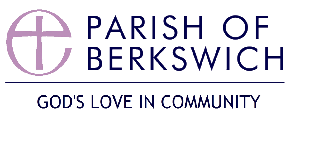 PARISH OF
BERKSWICH
GOD'S LOVE IN COMMUNITY